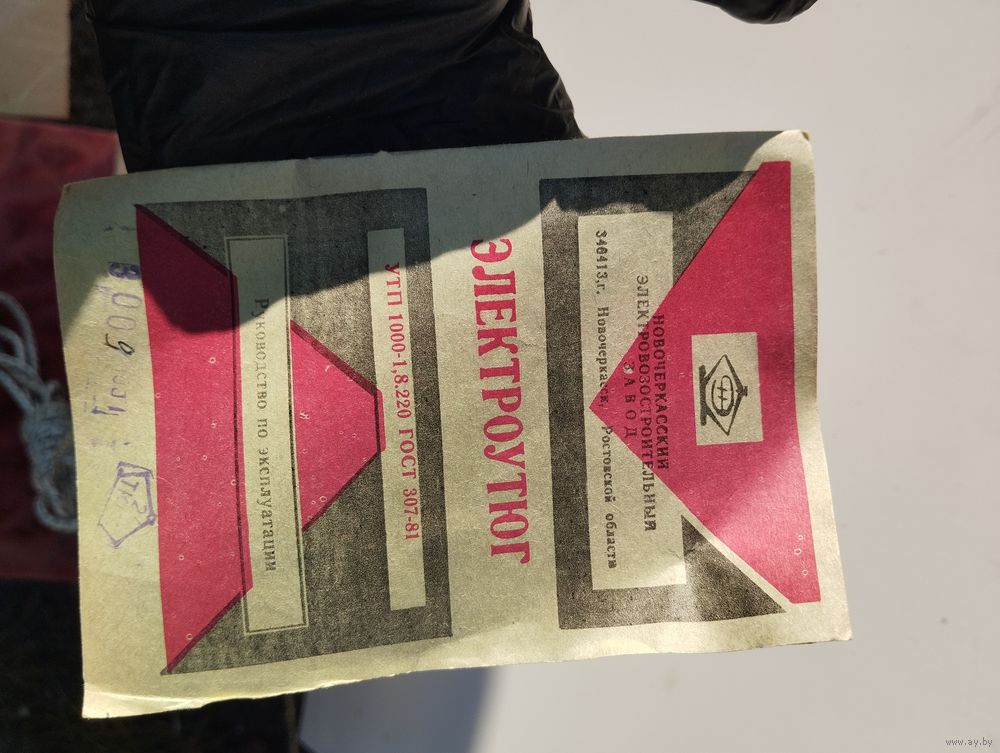 НОВОЧЕРКАССКИЙ
ЭЛЕКТРОВОЗОСТРОИТЕЛЬНЫЙ
ЗАВОД
346413,г. Новочеркасск, Ростовской области
ЭЛЕКТРОУТЮГ
УТП 1000-1,8.220 ГОСТ 307-81
Руководство по эксплуатации
www.ay.by